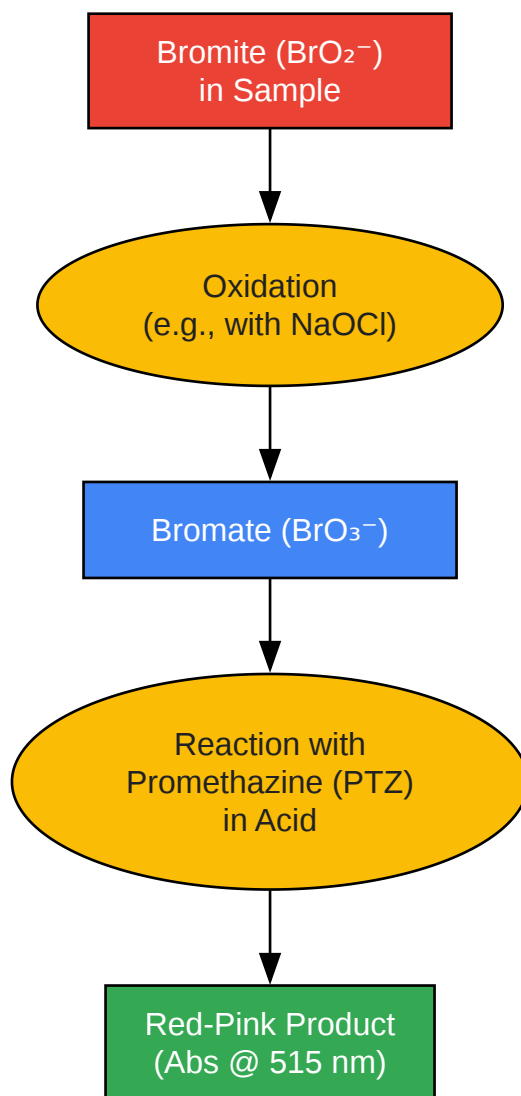 Bromite (BrO₂⁻)
in Sample
Oxidation
(e.g., with NaOCl)
Bromate (BrO₃⁻)
Reaction with
Promethazine (PTZ)
in Acid
Red-Pink Product
(Abs @ 515 nm)